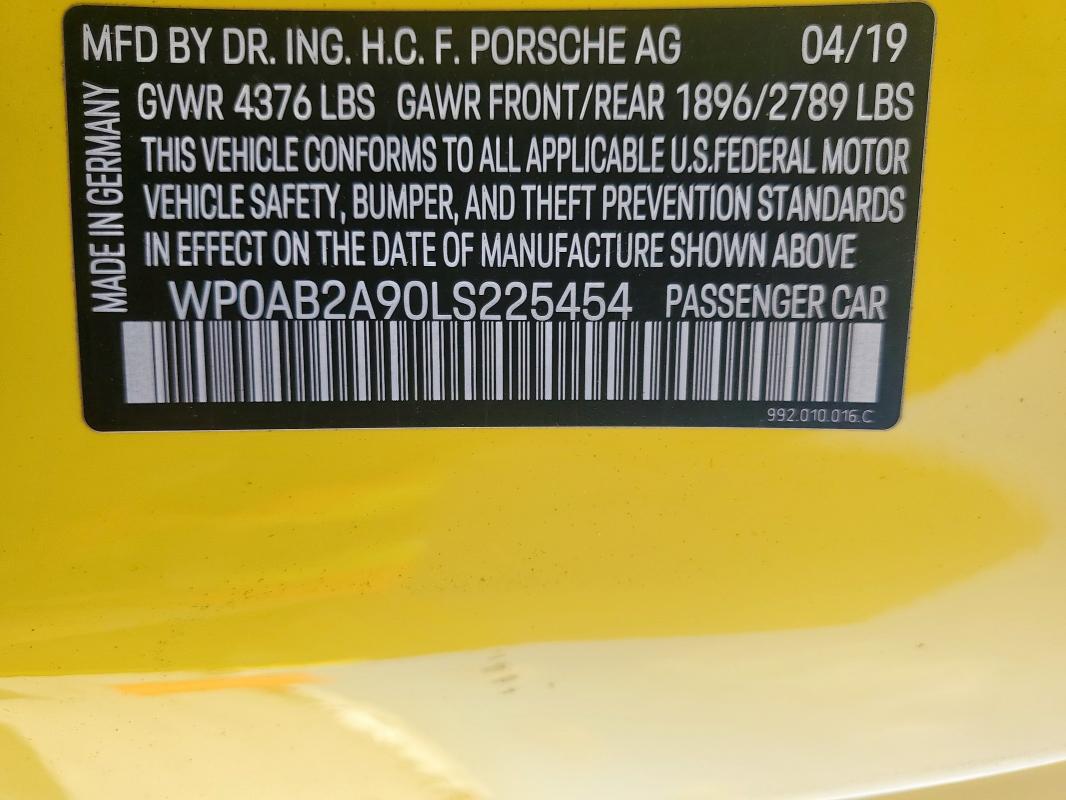 MFD BY DR. ING. H.C. F. PORSCHE AG 04/19
GVWR 4376 LBS GAWR FRONT/REAR 1896/2789 LBS
THIS VEHICLE CONFORMS TO ALL APPLICABLE U.S.FEDERAL MOTOR
VEHICLE SAFETY, BUMPER, AND THEFT PREVENTION STANDARDS
IN EFFECT ON THE DATE OF MANUFACTURE SHOWN ABOVE
WP0AB2A90LS225454 PASSENGER CAR
992.010.016.C
MADE IN GERMANY